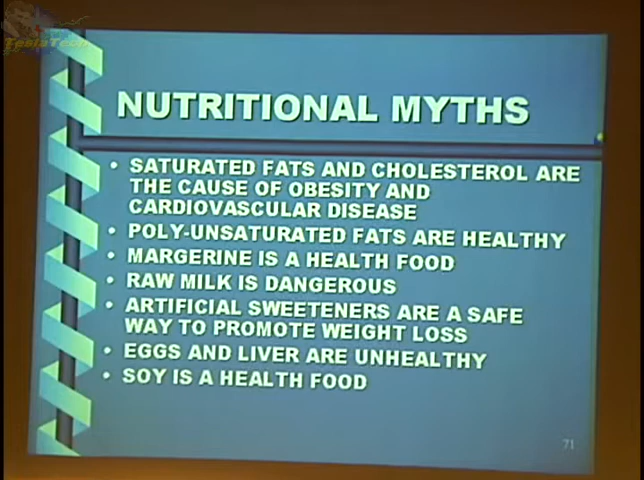 TeslaTech
NUTRITIONAL MYTHS
• SATURATED FATS AND CHOLESTEROL ARE
THE CAUSE OF OBESITY AND
CARDIOVASCULAR DISEASE
• POLY-UNSATURATED FATS ARE HEALTHY
• MARGERINE IS A HEALTH FOOD
• RAW MILK IS DANGEROUS
• ARTIFICIAL SWEETENERS ARE A SAFE
WAY TO PROMOTE WEIGHT LOSS
• EGGS AND LIVER ARE UNHEALTHY
• SOY IS A HEALTH FOOD
71